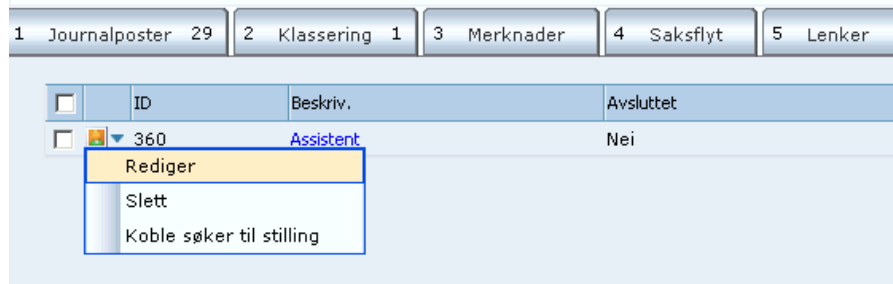 1 Journalposter 29 2 Klassering 1 3 Merknader 4 Saksflyt 5 Lenker
ID Beskriv. Avsluttet
360 Assistent Nei
Rediger
Slett
Koble søker til stilling